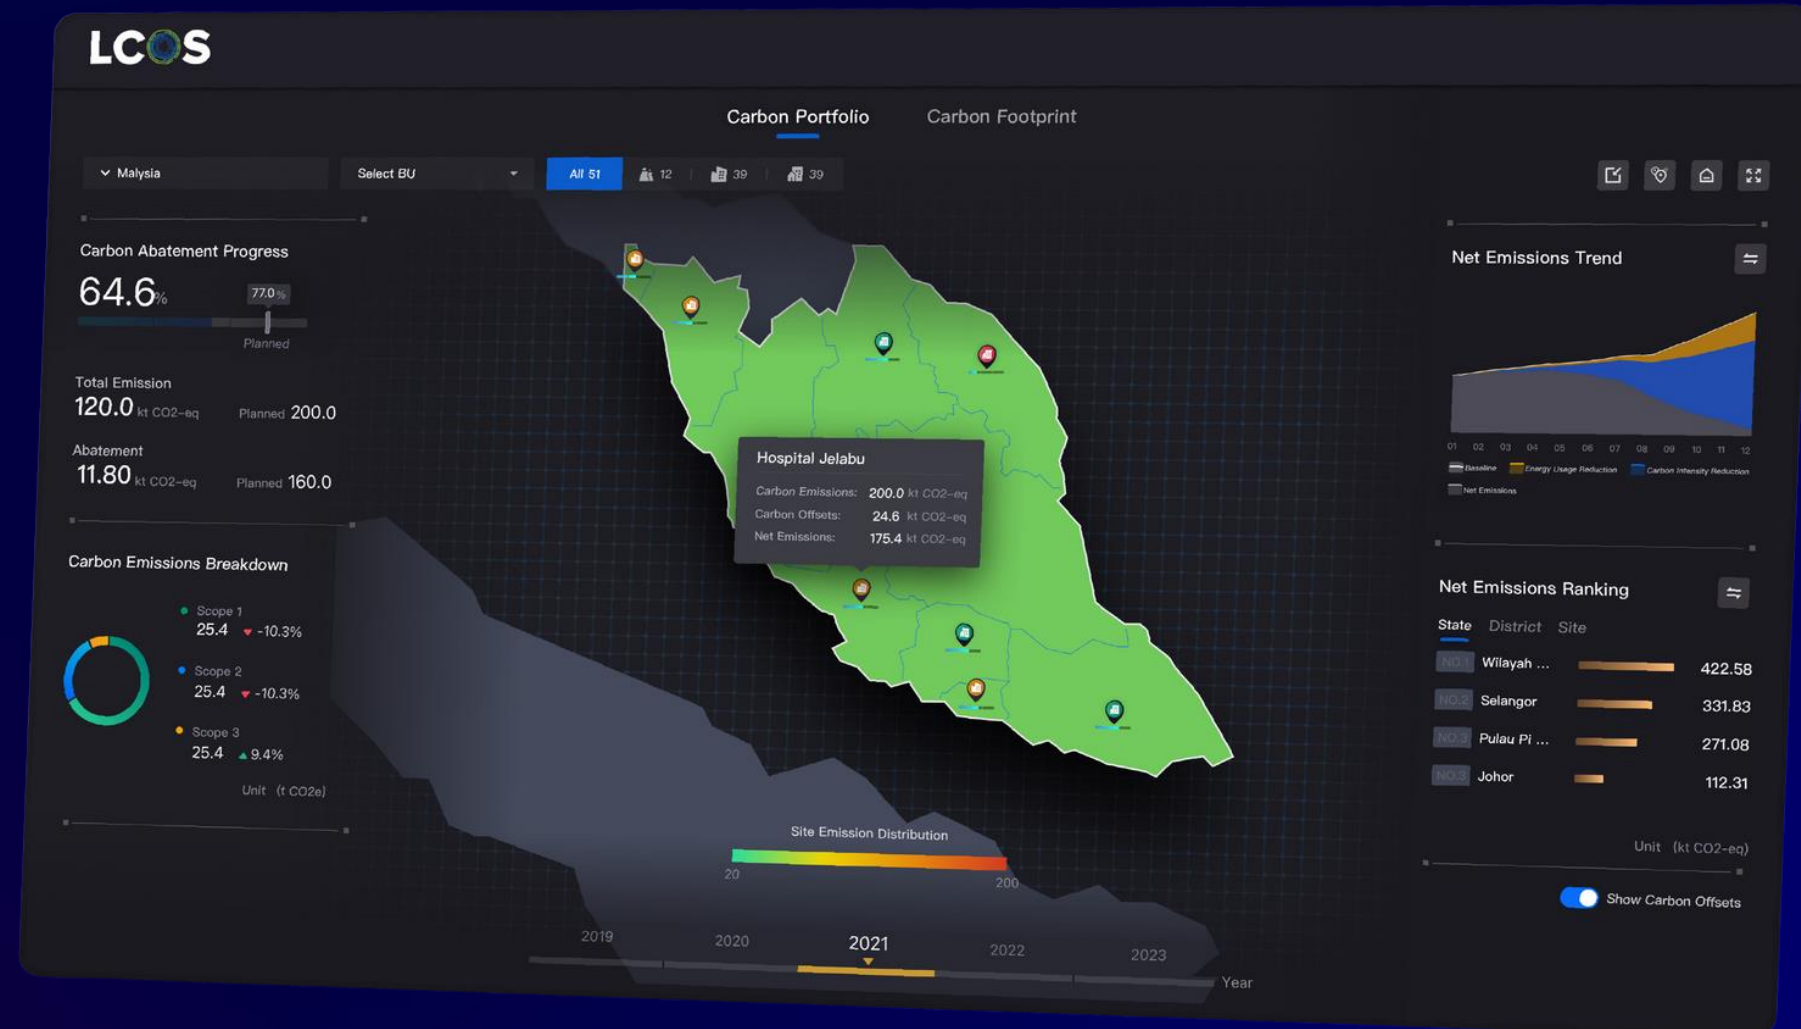 LCOS
Carbon Portfolio
Carbon Footprint
Malysia
Select BU
All 51
12
39
39
Carbon Abatement Progress
64.6%
77.0%
Planned
Total Emission
120.0 kt CO2-eq Planned 200.0
Abatement
11.80 kt CO2-eq Planned 160.0
Carbon Emissions Breakdown
Scope 1
25.4 -10.3%
Scope 2
25.4 -10.3%
Scope 3
25.4 9.4%
Unit (t CO2e)
Hospital Jelabu
Carbon Emissions: 200.0 kt CO2-eq
Carbon Offsets: 24.6 kt CO2-eq
Net Emissions: 175.4 kt CO2-eq
Site Emission Distribution
20 200
2019 2020 2021 2022 2023
Year
Net Emissions Trend
01 02 03 04 05 06 07 08 09 10 11 12
Baseline Energy Usage Reduction Carbon Intensity Reduction
Net Emissions
Net Emissions Ranking
State District Site
NO.1 Wilayah ... 422.58
NO.2 Selangor 331.83
NO.3 Pulau Pi ... 271.08
NO.3 Johor 112.31
Unit (kt CO2-eq)
Show Carbon Offsets